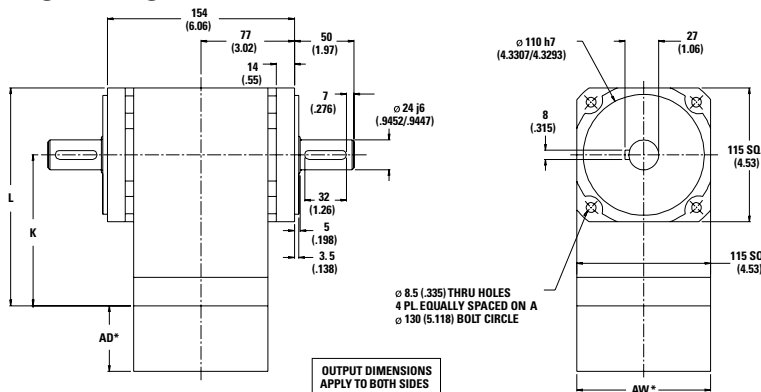 154
(6.06)
77
(3.02)
50
(1.97)
14
(.55)
7
(.276)
ø 24 j6
(.9452/.9447)
L
K
32
(1.26)
5
(.198)
3.5
(.138)
AD*
OUTPUT DIMENSIONS
APPLY TO BOTH SIDES
ø 110 h7
(4.3307/4.3293)
27
(1.06)
8
(.315)
115 SQ.
(4.53)
115 SQ
(4.53)
ø 8.5 (.335) THRU HOLES
4 PL. EQUALLY SPACED ON A
ø 130 (5.118) BOLT CIRCLE
AW*